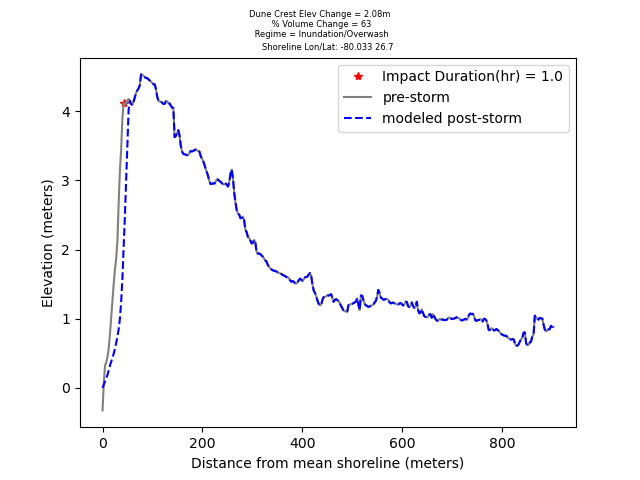 Dune Crest Elev Change = 2.08m
% Volume Change = 63
Regime = Inundation/Overwash
Shoreline Lon/Lat: -80.033 26.7
Impact Duration(hr) = 1.0
pre-storm
modeled post-storm
Elevation (meters)
4
3
2
1
0
0 200 400 600 800
Distance from mean shoreline (meters)